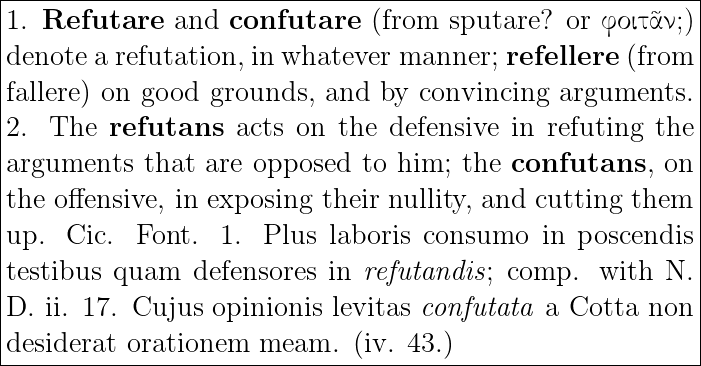 1. Refutare and confutare (from sputare? or φοιτᾶν;)
denote a refutation, in whatever manner; refellere (from
fallere) on good grounds, and by convincing arguments.
2. The refutans acts on the defensive in refuting the
arguments that are opposed to him; the confutans, on
the offensive, in exposing their nullity, and cutting them
up. Cic. Font. 1. Plus laboris consumo in poscendis
testibus quam defensores in refutandis; comp. with N.
D. ii. 17. Cujus opinionis levitas confutata a Cotta non
desiderat orationem meam. (iv. 43.)